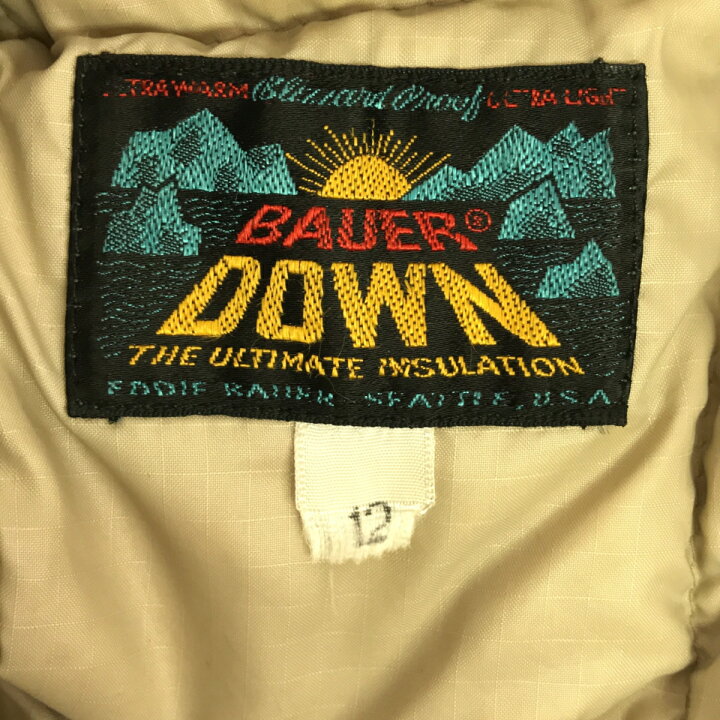 ULTRA WARM Blizzard Proof ULTRA LIGHT
BAUER®
DOWN
THE ULTIMATE INSULATION
EDDIE BAUER SEATTLE, U.S.A
12